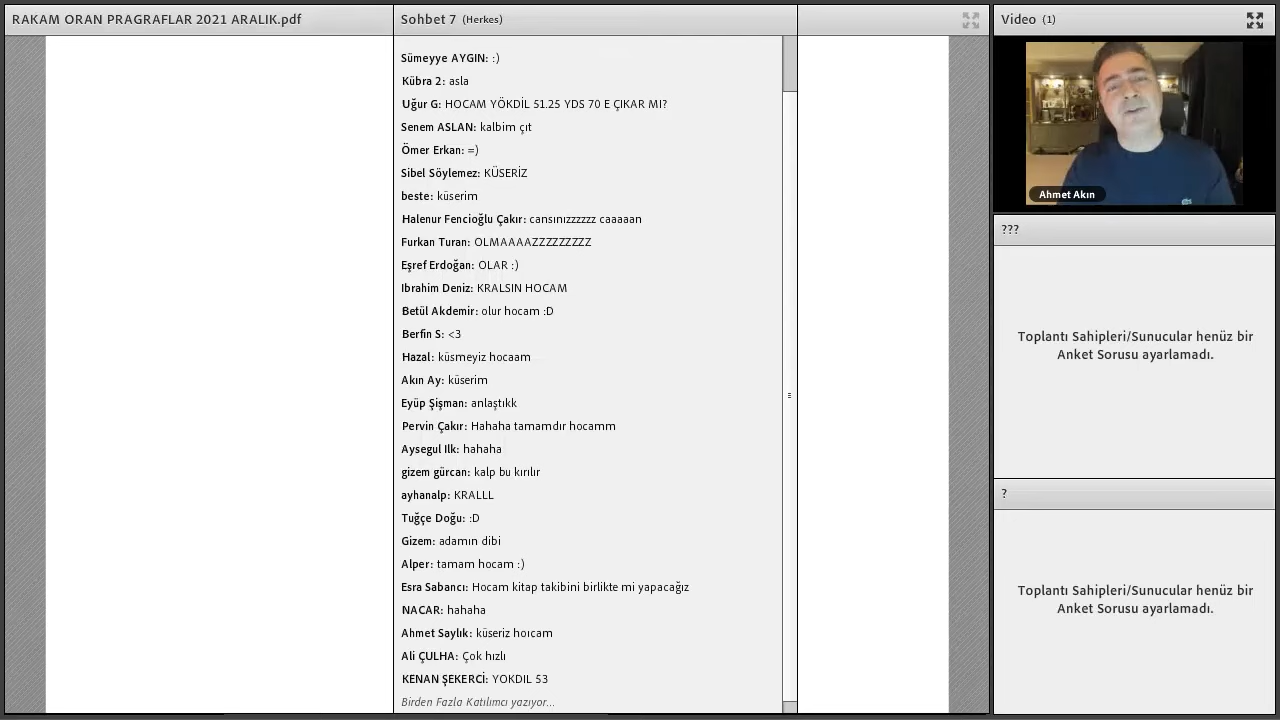 RAKAM ORAN PRAGRAFLAR 2021 ARALIK.pdf
Sohbet 7 (Herkes)
Sümeyye AYGIN: :)
Kübra 2: asla
Uğur G: HOCAM YÖKDİL 51.25 YDS 70 E ÇIKAR MI?
Senem ASLAN: kalbim çıt
Ömer Erkan: =)
Sibel Söylemez: KÜSERİZ
beste: küserim
Halenur Fencioğlu Çakır: cansınızzzzzz caaaaan
Furkan Turan: OLMAAAAZZZZZZZZZ
Eşref Erdoğan: OLAR :)
Ibrahim Deniz: KRALSIN HOCAM
Betül Akdemir: olur hocam :D
Berfin S: <3
Hazal: küsmeyiz hocaam
Akın Ay: küserim
Eyüp Şişman: anlaştıkk
Pervin Çakır: Hahaha tamamdır hocamm
Aysegul Ilk: hahaha
gizem gürcan: kalp bu kırılır
ayhanalp: KRALLL
Tuğçe Doğu: :D
Gizem: adamın dibi
Alper: tamam hocam :)
Esra Sabancı: Hocam kitap takibini birlikte mi yapacağız
NACAR: hahaha
Ahmet Saylık: küseriz hoıcam
Ali ÇULHA: Çok hızlı
KENAN ŞEKERCİ: YOKDIL 53
Birden Fazla Katılımcı yazıyor...
Video (1)
Ahmet Akın
???
Toplantı Sahipleri/Sunucular henüz bir
Anket Sorusu ayarlamadı.
?
Toplantı Sahipleri/Sunucular henüz bir
Anket Sorusu ayarlamadı.